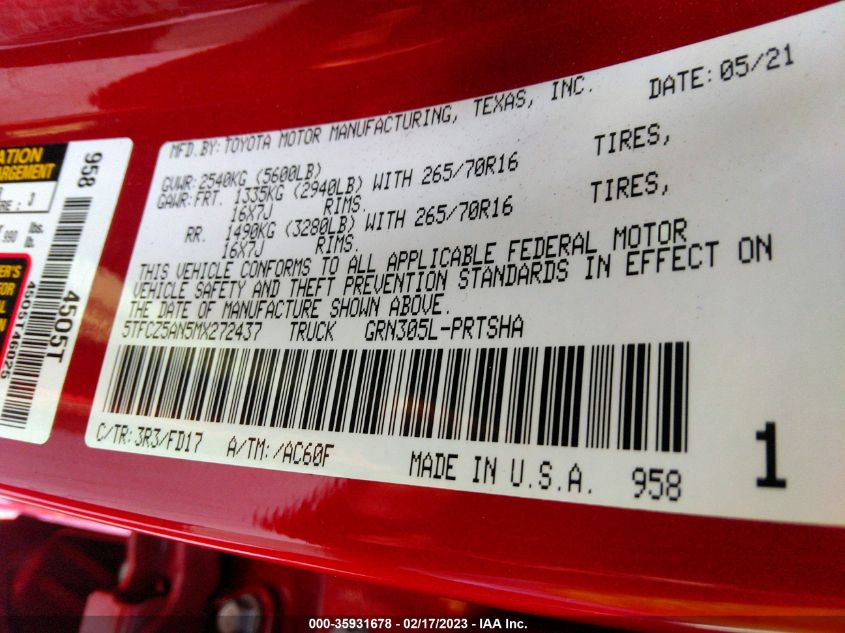 MFD.BY: TOYOTA MOTOR MANUFACTURING, TEXAS, INC. DATE: 05/21
GVWR: 2540KG (5600LB)
GAWR: FRT. 1335KG (2940LB) WITH 265/70R16 TIRES,
16X7J RIMS.
RR. 1490KG (3280LB) WITH 265/70R16 TIRES,
16X7J RIMS.
THIS VEHICLE CONFORMS TO ALL APPLICABLE FEDERAL MOTOR
VEHICLE SAFETY AND THEFT PREVENTION STANDARDS IN EFFECT ON
THE DATE OF MANUFACTURE SHOWN ABOVE.
5TFCZ5AN5MX272437 TRUCK GRN305L-PRTSHA
C/TR: 3R3/FD17 A/TM: /AC60F
MADE IN U.S.A. 958
1
958
4505T
4505T46025
lbs.
lb.
000-35931678 - 02/17/2023 - IAA Inc.